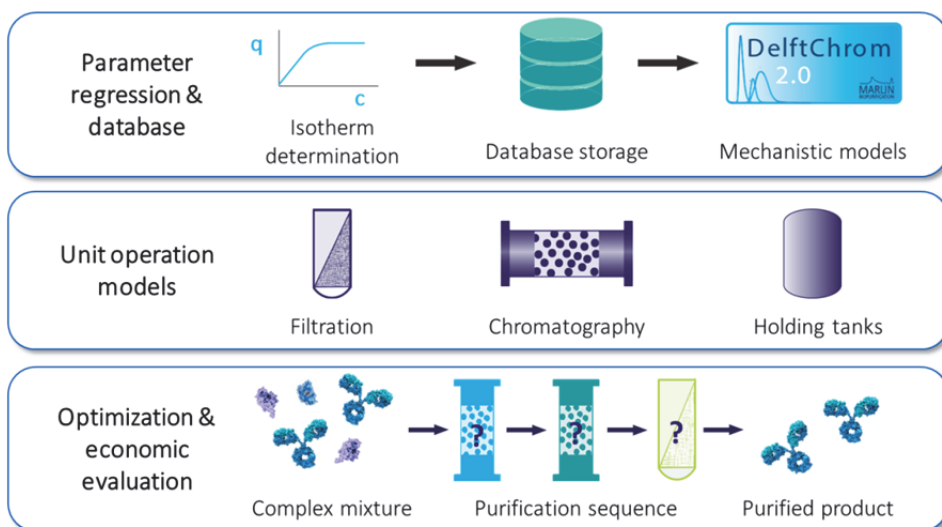 Parameter
regression &
database
q
c
Isotherm
determination
Database storage
DelftChrom
2.0
MARLIN
Mechanistic models
Unit operation
models
Filtration
Chromatography
Holding tanks
Optimization &
economic
evaluation
?
?
?
Complex mixture
Purification sequence
Purified product